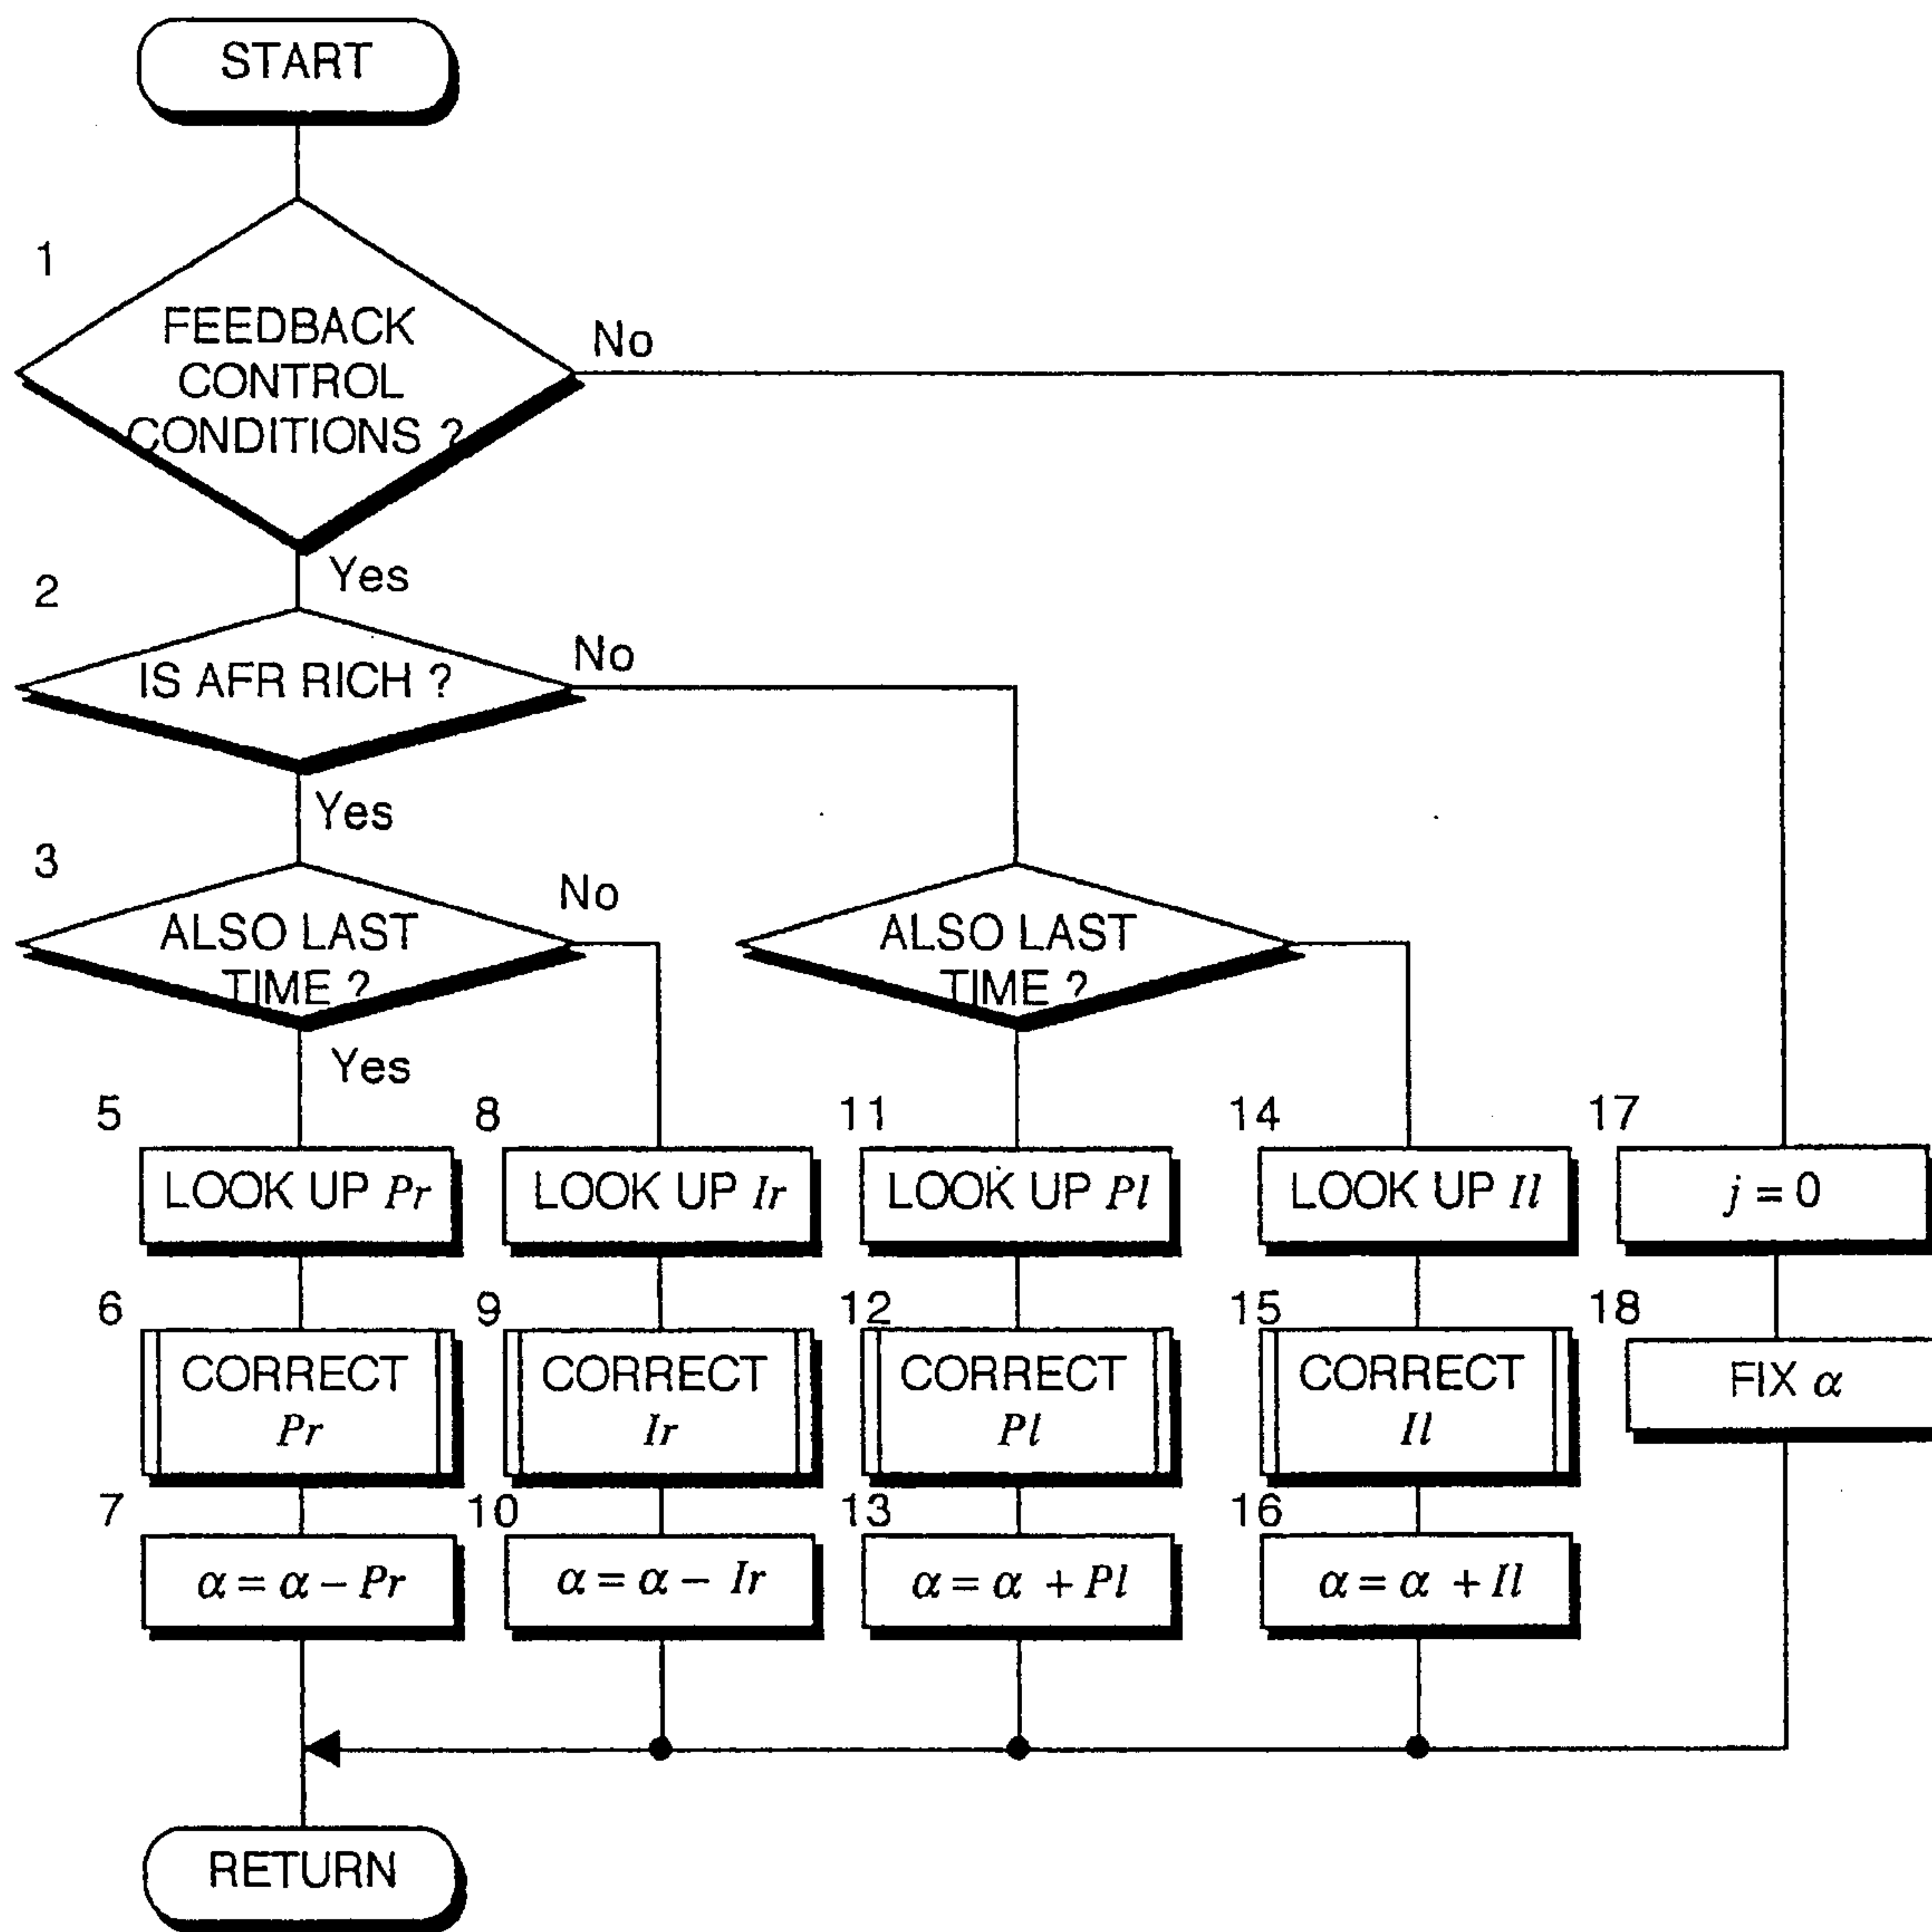 START
1
FEEDBACK
CONTROL
CONDITIONS ?
No
Yes
2
IS AFR RICH ?
No
Yes
3
ALSO LAST
TIME ?
No
Yes
ALSO LAST
TIME ?
5
LOOK UP Pr
8
LOOK UP Ir
11
LOOK UP Pl
14
LOOK UP Il
17
j = 0
6
CORRECT
Pr
9
CORRECT
Ir
12
CORRECT
Pl
15
CORRECT
Il
18
FIX α
7
α = α − Pr
10
α = α − Ir
13
α = α + Pl
16
α = α + Il
RETURN